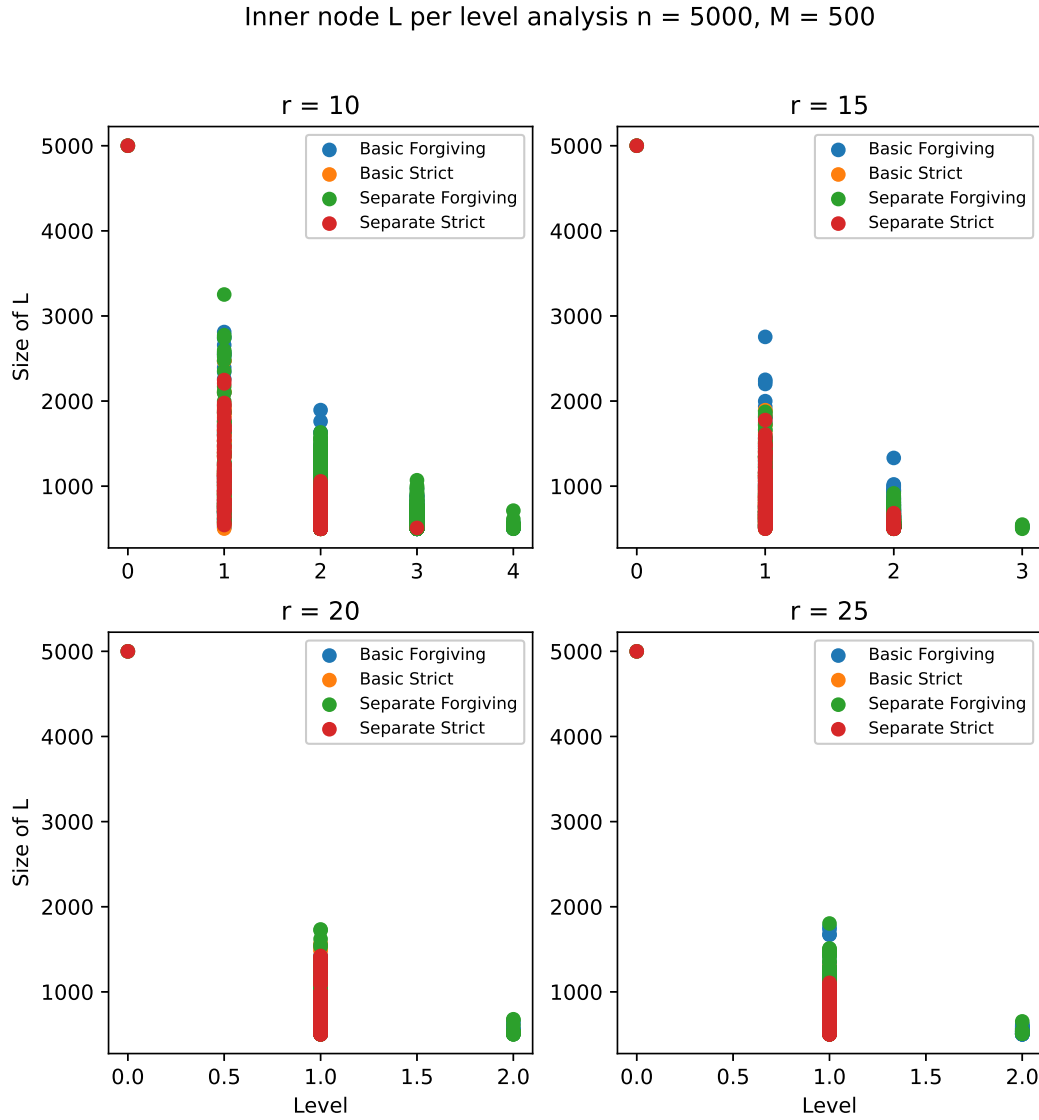 Inner node L per level analysis n = 5000, M = 500
r = 10
5000
4000
3000
2000
1000
Size of L
0
1
2
3
4
Basic Forgiving
Basic Strict
Separate Forgiving
Separate Strict
r = 15
5000
4000
3000
2000
1000
0
1
2
3
Basic Forgiving
Basic Strict
Separate Forgiving
Separate Strict
r = 20
5000
4000
3000
2000
1000
Size of L
0.0
0.5
1.0
1.5
2.0
Level
Basic Forgiving
Basic Strict
Separate Forgiving
Separate Strict
r = 25
5000
4000
3000
2000
1000
0.0
0.5
1.0
1.5
2.0
Level
Basic Forgiving
Basic Strict
Separate Forgiving
Separate Strict